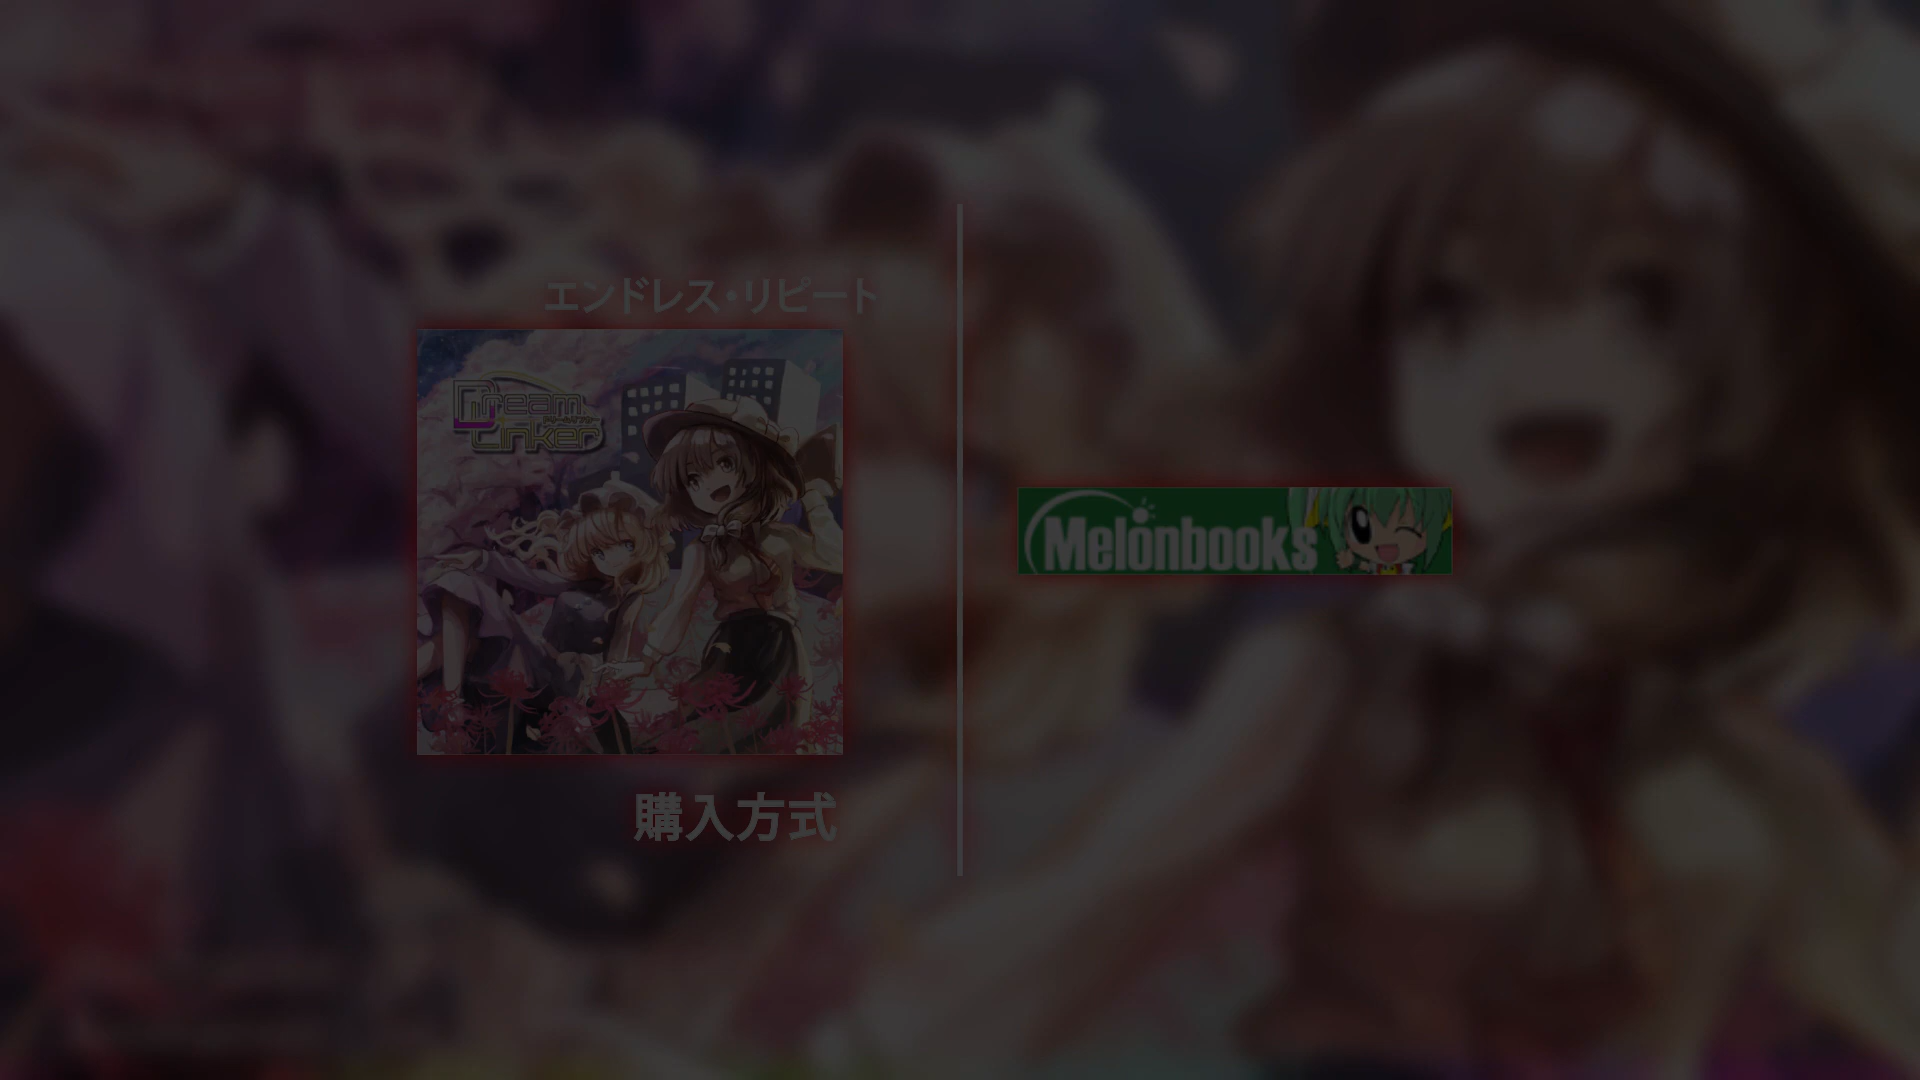 エンドレス・リピート
Dream
Linker
購入方式
Melonbooks